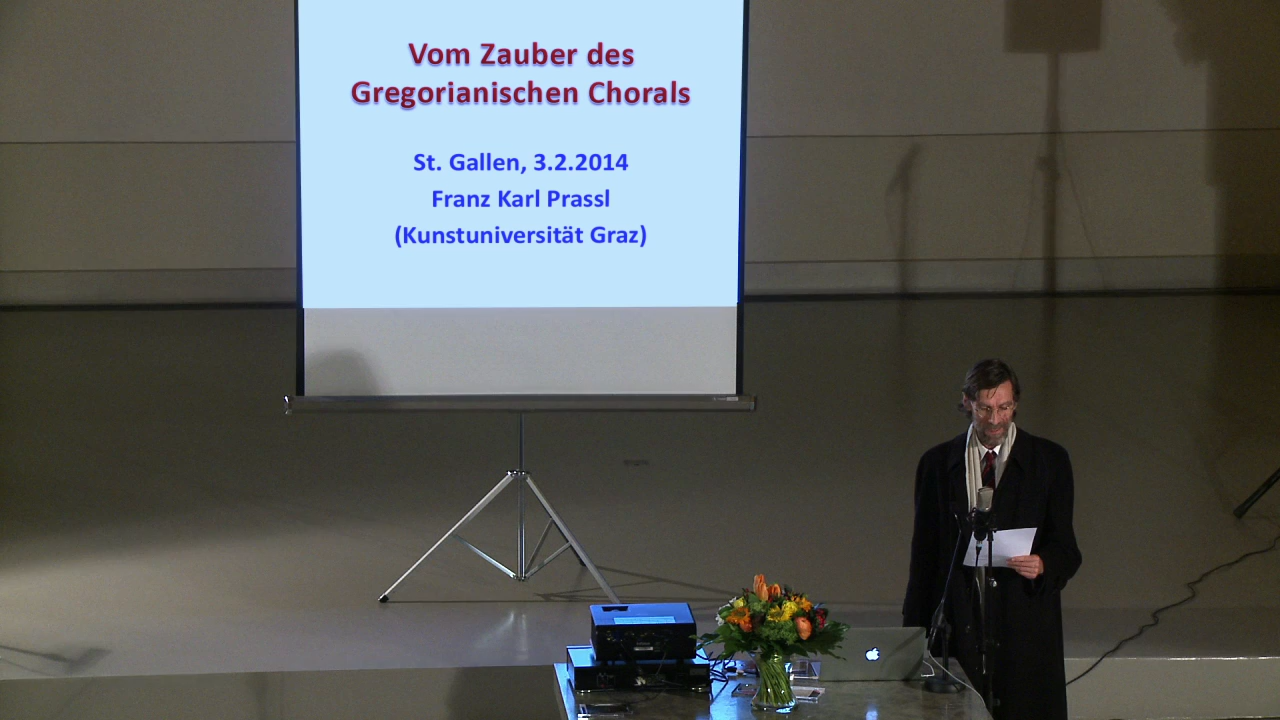 Vom Zauber des
Gregorianischen Chorals
St. Gallen, 3.2.2014
Franz Karl Prassl
(Kunstuniversität Graz)